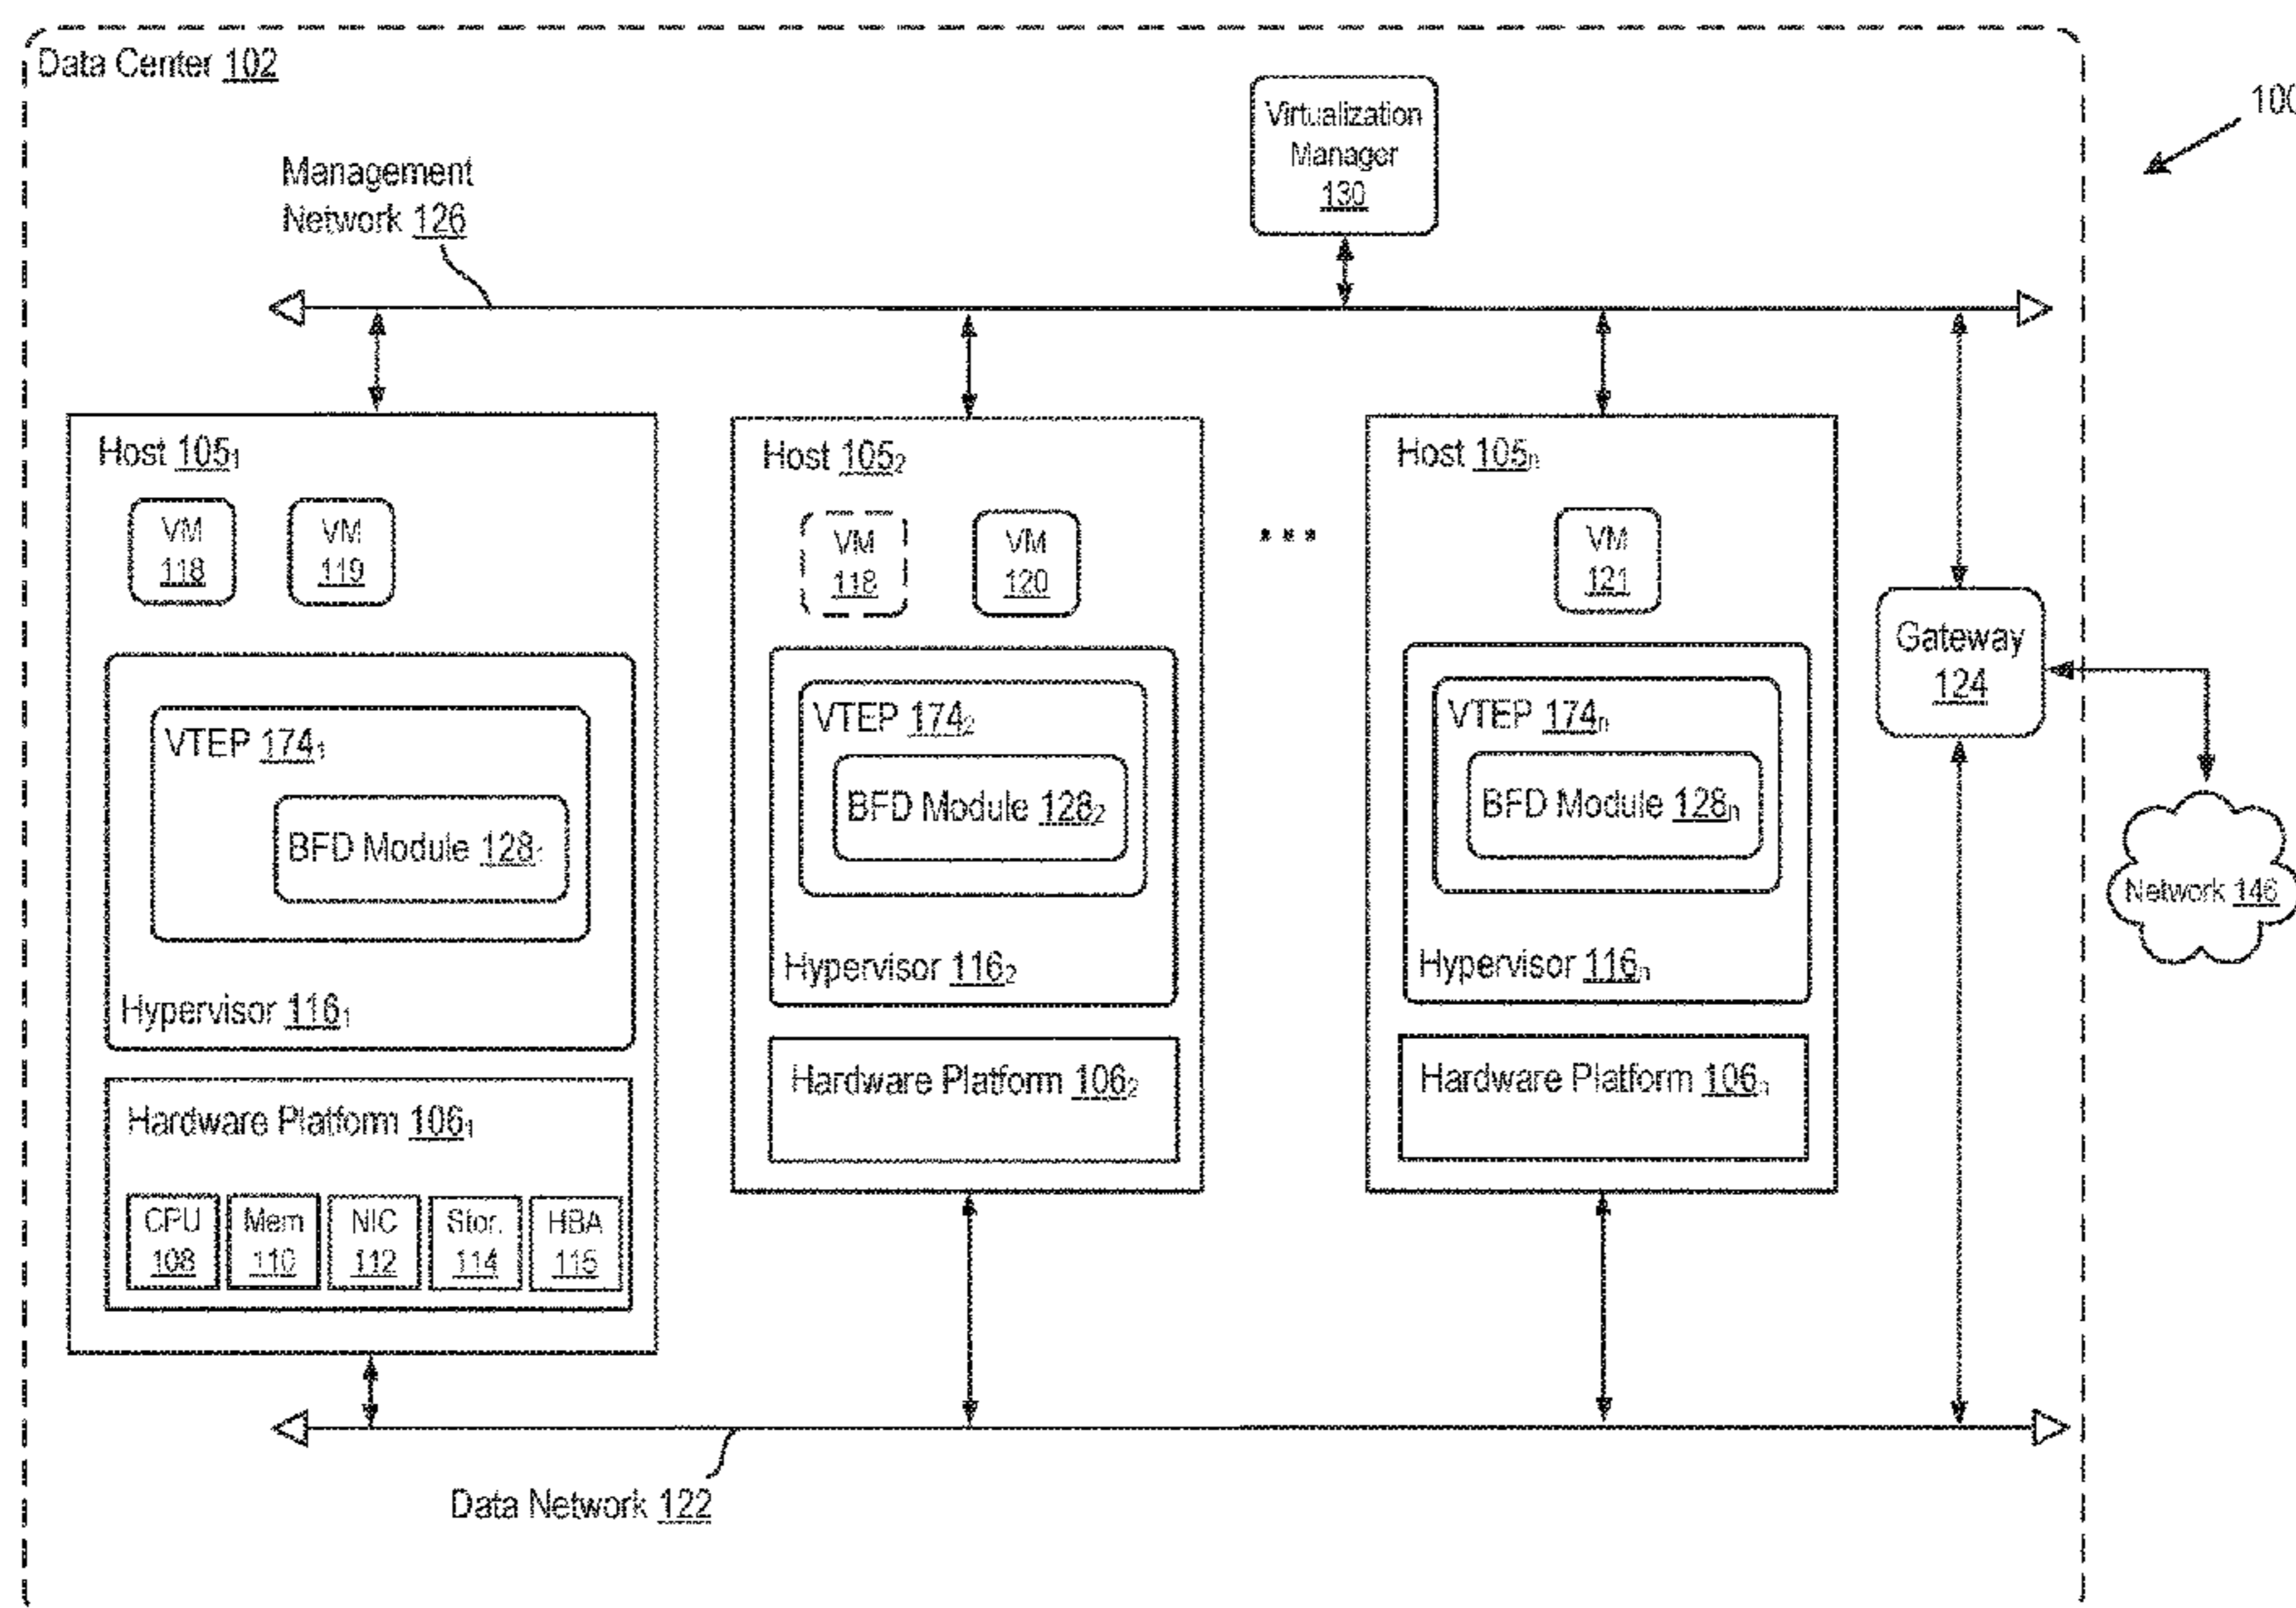 Data Center 102
100
Virtualization
Manager
130
Management
Network 126
Host 105₁
VM
118
VM
119
VTEP 174₁
BFD Module 128₁
Hypervisor 116₁
Hardware Platform 106₁
CPU
108
Mem
110
NIC
112
Stor.
114
HBA
115
Host 105₂
VM
118
VM
120
VTEP 174₂
BFD Module 128₂
Hypervisor 116₂
Hardware Platform 106₂
...
Host 105ₙ
VM
121
VTEP 174ₙ
BFD Module 128ₙ
Hypervisor 116ₙ
Hardware Platform 106ₙ
Gateway
124
Network 146
Data Network 122